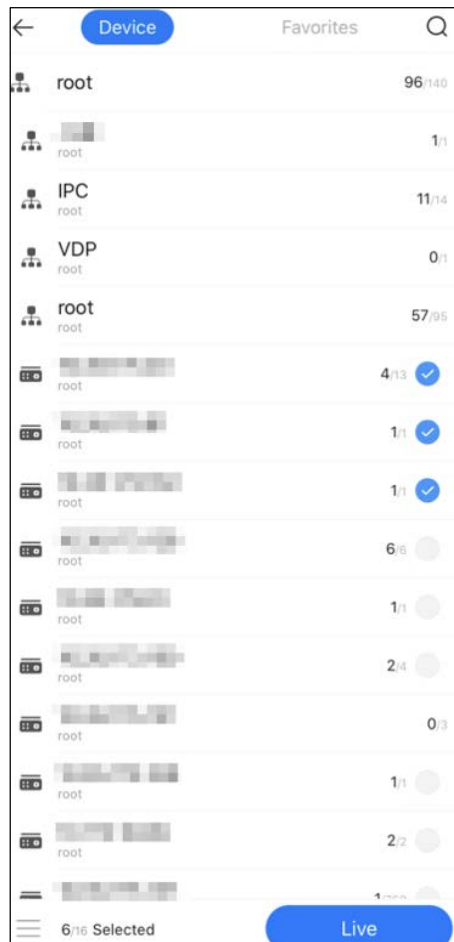 Device Favorites
root 96/140
1/1
root
IPC 11/14
root
VDP 0/1
root
root 57/95
root
4/13
root
1/1
root
1/1
root
6/6
root
1/1
root
2/4
root
0/3
root
1/1
root
2/2
root
6/16 Selected Live